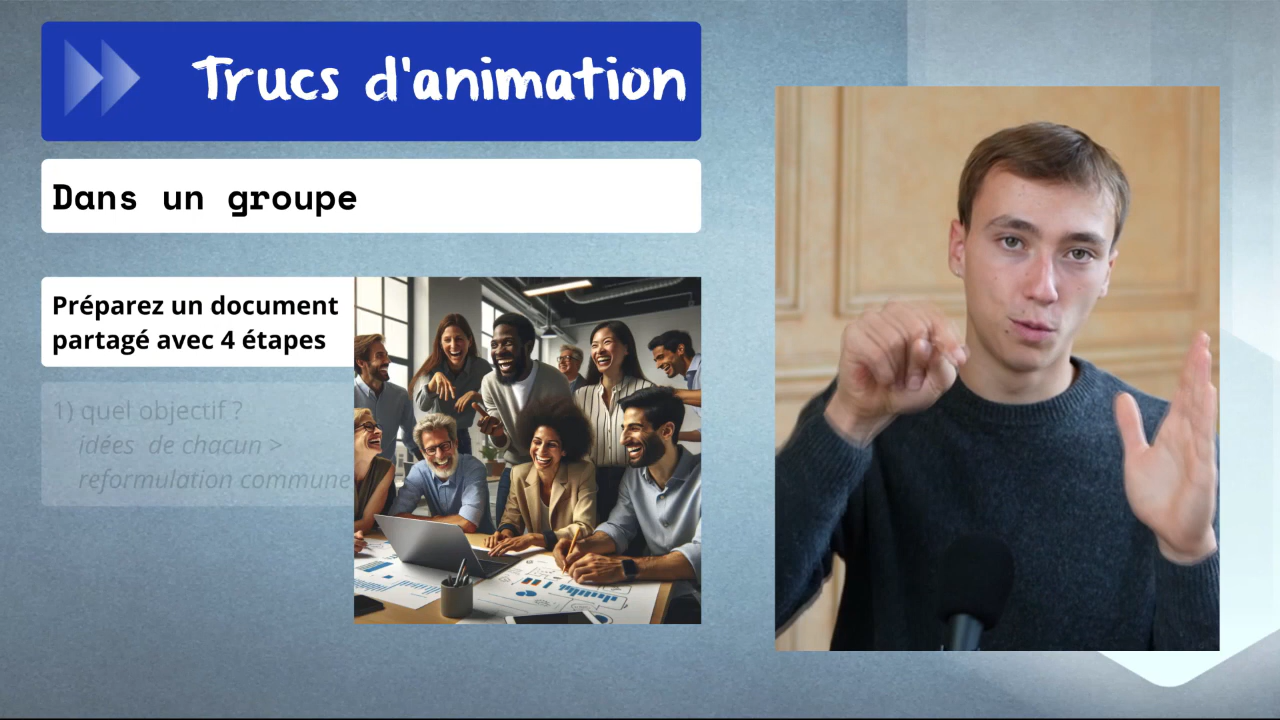 Trucs d'animation
Dans un groupe
Préparez un document
partagé avec 4 étapes
1) quel objectif ?
idées de chacun >
reformulation commune